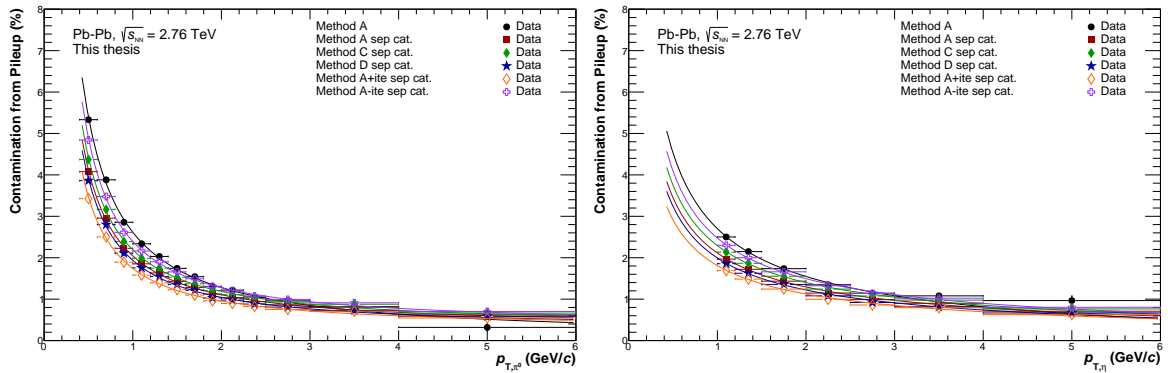 Contamination from Pileup (%)
8
7
6
5
4
3
2
1
0
Pb-Pb, √s_NN = 2.76 TeV
This thesis
Method A Data
Method A sep cat. Data
Method C sep cat. Data
Method D sep cat. Data
Method A+ite sep cat. Data
Method A-ite sep cat. Data
0 1 2 3 4 5 6
p_T,π⁰ (GeV/c)
Contamination from Pileup (%)
8
7
6
5
4
3
2
1
0
Pb-Pb, √s_NN = 2.76 TeV
This thesis
Method A Data
Method A sep cat. Data
Method C sep cat. Data
Method D sep cat. Data
Method A+ite sep cat. Data
Method A-ite sep cat. Data
0 1 2 3 4 5 6
p_T,η (GeV/c)